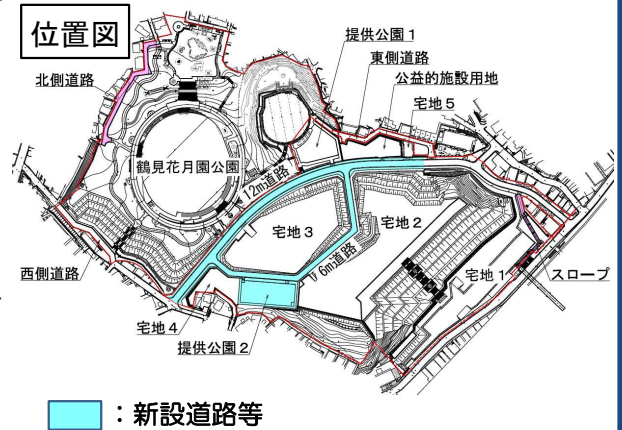 位置図
提供公園1
東側道路
公益的施設用地
宅地5
北側道路
鶴見花月園公園
12m道路
宅地3
宅地2
6m道路
宅地1
西側道路
スロープ
宅地4
提供公園2
：新設道路等